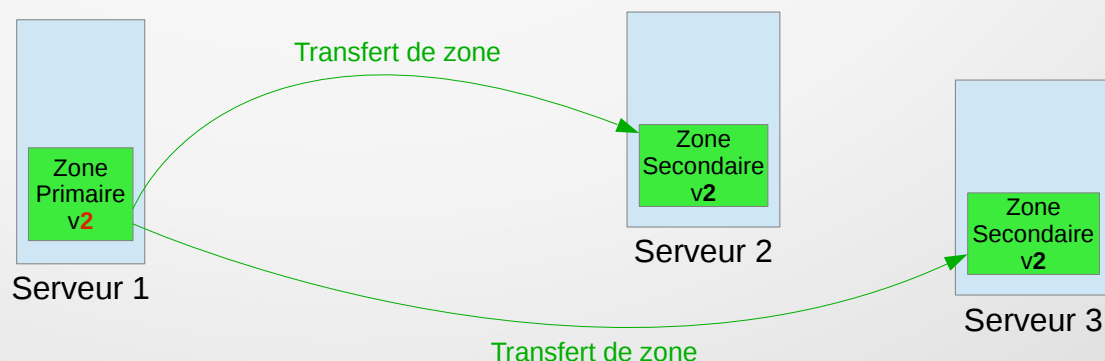 Transfert de zone
Zone
Primaire
v2
Serveur 1
Zone
Secondaire
v2
Serveur 2
Zone
Secondaire
v2
Serveur 3
Transfert de zone